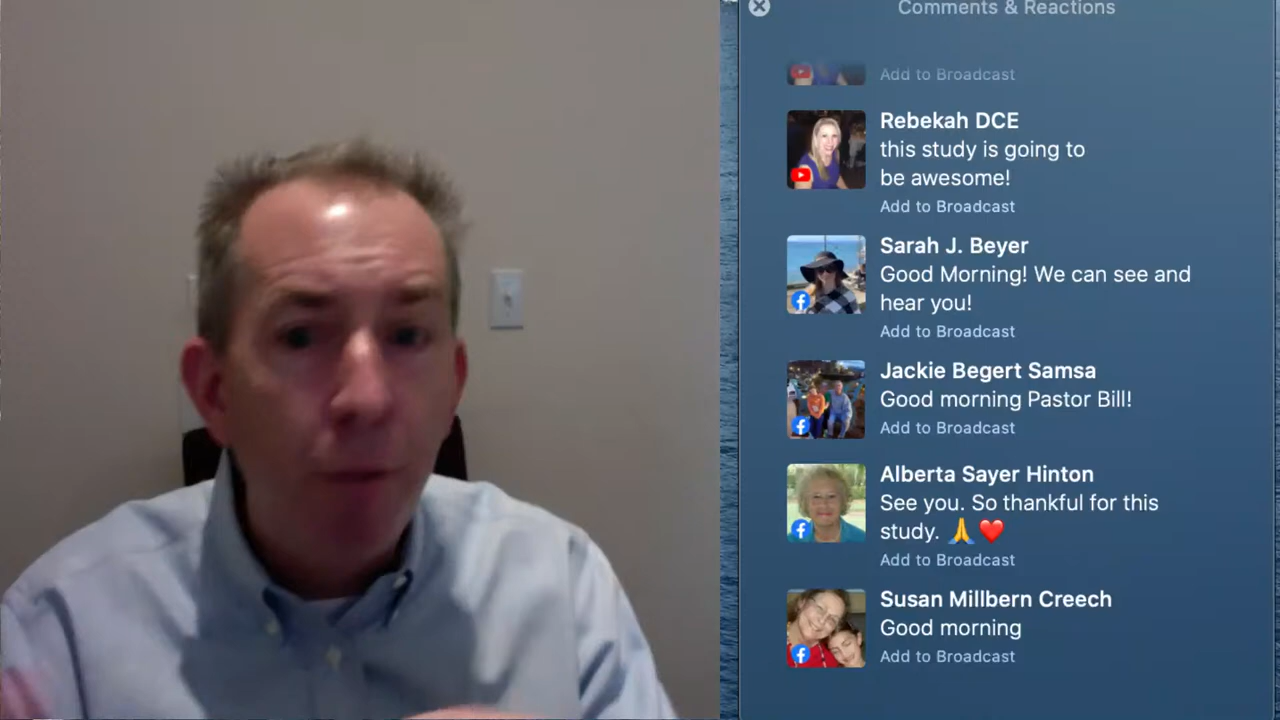 Comments & Reactions
Add to Broadcast
Rebekah DCE
this study is going to
be awesome!
Add to Broadcast
Sarah J. Beyer
Good Morning! We can see and
hear you!
Add to Broadcast
Jackie Begert Samsa
Good morning Pastor Bill!
Add to Broadcast
Alberta Sayer Hinton
See you. So thankful for this
study. 🙏❤️
Add to Broadcast
Susan Millbern Creech
Good morning
Add to Broadcast